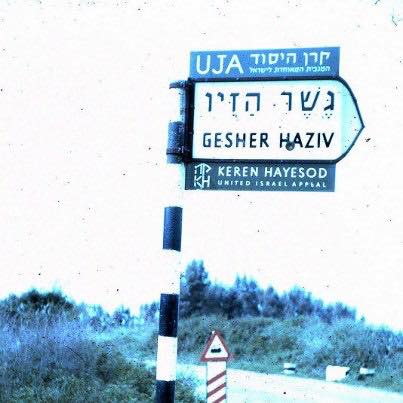 UJA קרן היסוד
המגבית המאוחדת לישראל
גֶשֶׁר הַזִיו
GESHER HAZIV
KEREN HAYESOD
UNITED ISRAEL APPEAL